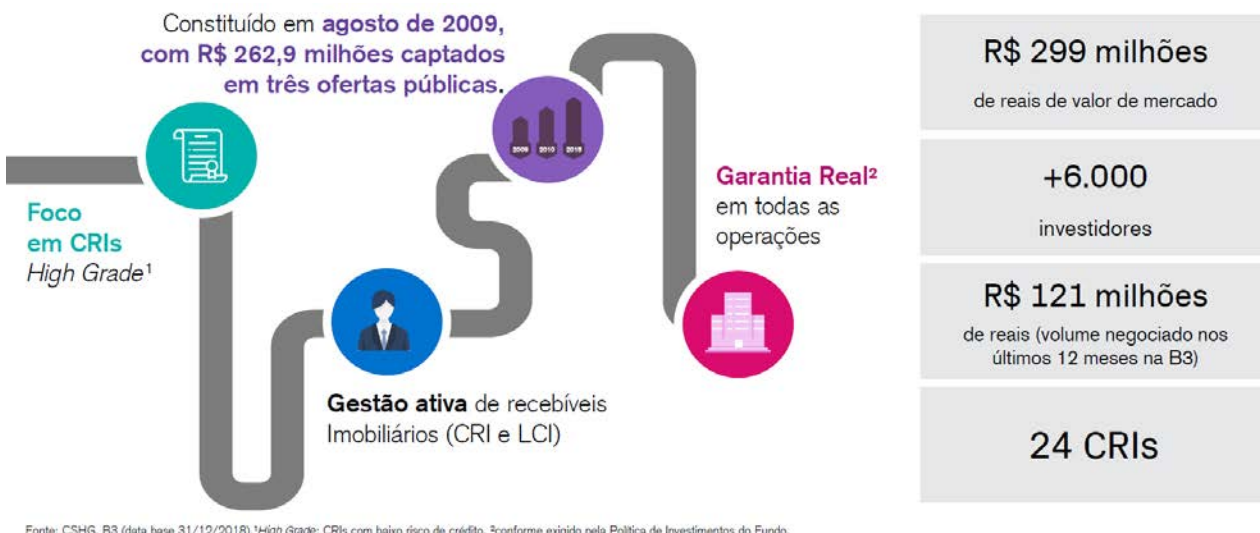 Constituído em agosto de 2009,
com R$ 262,9 milhões captados
em três ofertas públicas.
2009 2010 2018
Foco
em CRIs
High Grade¹
Gestão ativa de recebíveis
Imobiliários (CRI e LCI)
Garantia Real²
em todas as
operações
R$ 299 milhões
de reais de valor de mercado
+6.000
investidores
R$ 121 milhões
de reais (volume negociado nos
últimos 12 meses na B3)
24 CRIs
Fonte: CSHG, B3 (data base 31/12/2018) ¹High Grade: CRIs com baixo risco de crédito. ²conforme exigido pela Política de Investimentos do Fundo.